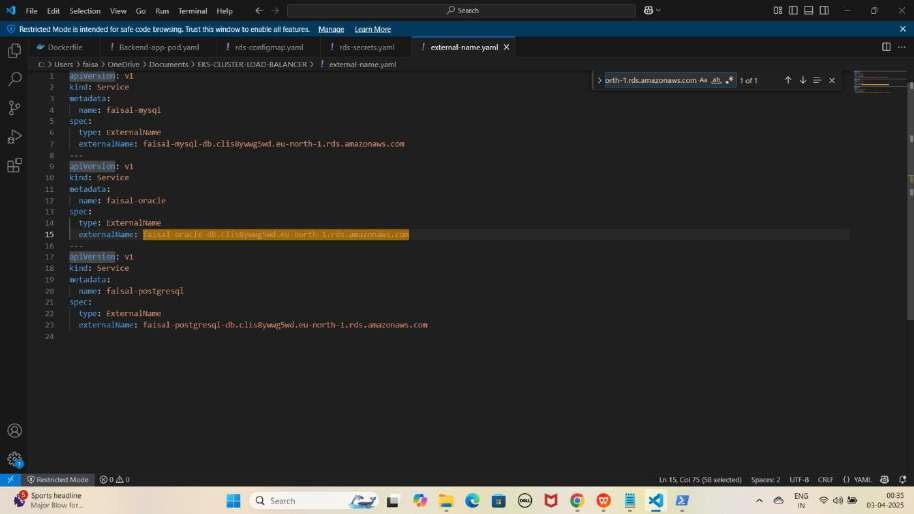 File Edit Selection View Go Run Terminal Help
Search
Restricted Mode is intended for safe code browsing. Trust this window to enable all features. Manage Learn More
Dockerfile ! Backend-app-pod.yaml ! rds-configmap.yaml ! rds-secrets.yaml ! external-name.yaml
C: > Users > faisa > OneDrive > Documents > EKS-CLUSTER-LOAD-BALANCER > ! external-name.yaml
orth-1.rds.amazonaws.com Aa ab 1 of 1
1 apiVersion: v1
2 kind: Service
3 metadata:
4 name: faisal-mysql
5 spec:
6 type: ExternalName
7 externalName: faisal-mysql-db.clis8ywwg5wd.eu-north-1.rds.amazonaws.com
8 ---
9 apiVersion: v1
10 kind: Service
11 metadata:
12 name: faisal-oracle
13 spec:
14 type: ExternalName
15 externalName: faisal-oracle-db.clis8ywwg5wd.eu-north-1.rds.amazonaws.com
16 ---
17 apiVersion: v1
18 kind: Service
19 metadata:
20 name: faisal-postgresql
21 spec:
22 type: ExternalName
23 externalName: faisal-postgresql-db.clis8ywwg5wd.eu-north-1.rds.amazonaws.com
24
1
Restricted Mode 0 0 Ln 15, Col 75 (58 selected) Spaces: 2 UTF-8 CRLF {} YAML
5 Sports headline
Major Blow for...
Search
DELL
ENG
IN
00:35
03-04-2025